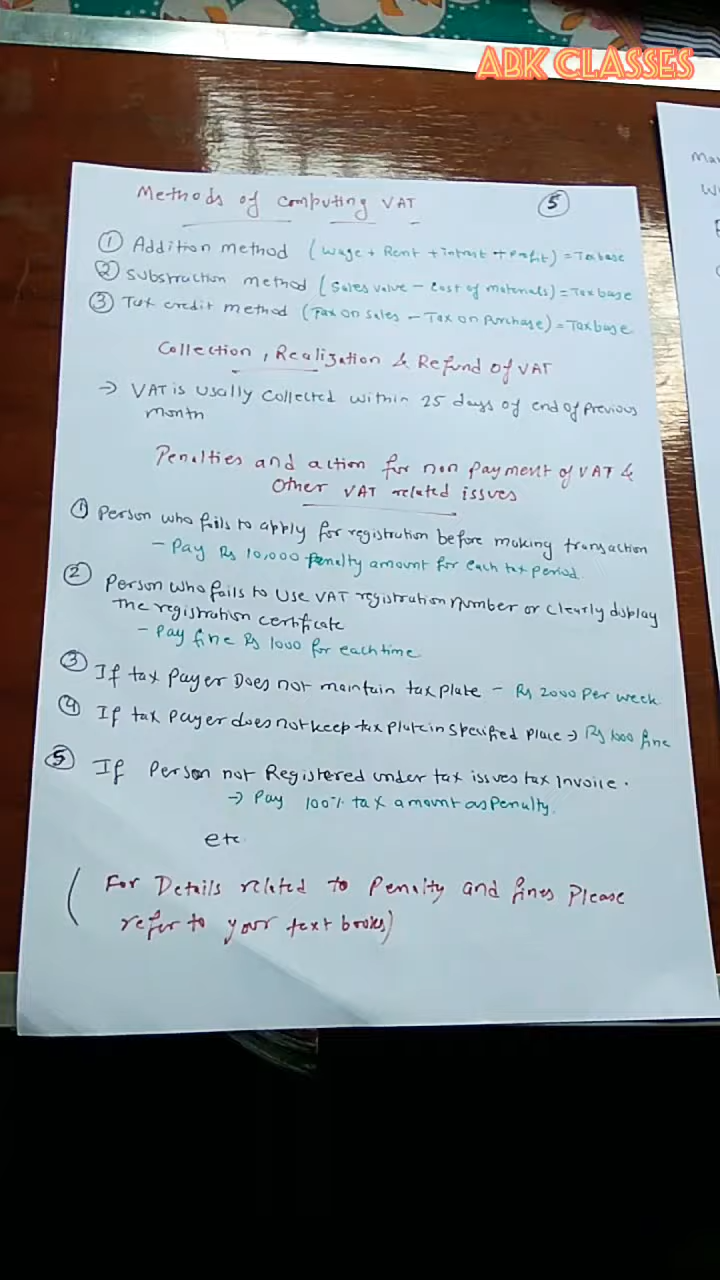 ABK CLASSES
Methods of computing VAT
5
① Addition method (Wage + Rent + intrest + Profit) = Taxbase
② Substraction method (Sales value - Cost of materials) = Tax base
③ Tax credit method (Tax on sales - Tax on purchase) = Tax base
Collection, Realization & Refund of VAT
→ VAT is Usally Collected within 25 days of end of previous
month
Penalties and action for non payment of VAT &
Other VAT related issues
① Person who fails to apply for registration before making transaction
- Pay Rs 10,000 Penalty amount for each tax period.
② Person who fails to use VAT registration number or clearly display
the registration certificate
- Pay fine Rs 1000 for each time
③ If tax payer Does not maintain tax plate - Rs 2000 Per week
④ If tax payer does not keep tax plate in specified place → Rs 1000 fine
⑤ If Person not Registered under tax issues tax invoice.
→ Pay 100% tax amount as Penalty.
etc
(For Details related to Penalty and fines Please
refer to your text books)